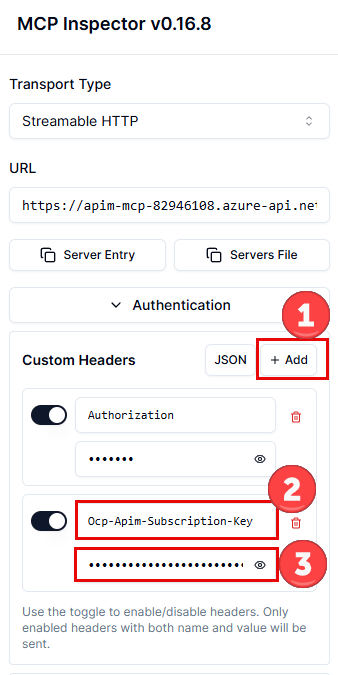 MCP Inspector v0.16.8
Transport Type
Streamable HTTP
URL
https://apim-mcp-82946108.azure-api.net
Server Entry
Servers File
Authentication
1
Custom Headers
JSON
+ Add
Authorization
•••••••
2
Ocp-Apim-Subscription-Key
3
Use the toggle to enable/disable headers. Only
enabled headers with both name and value will be
sent.